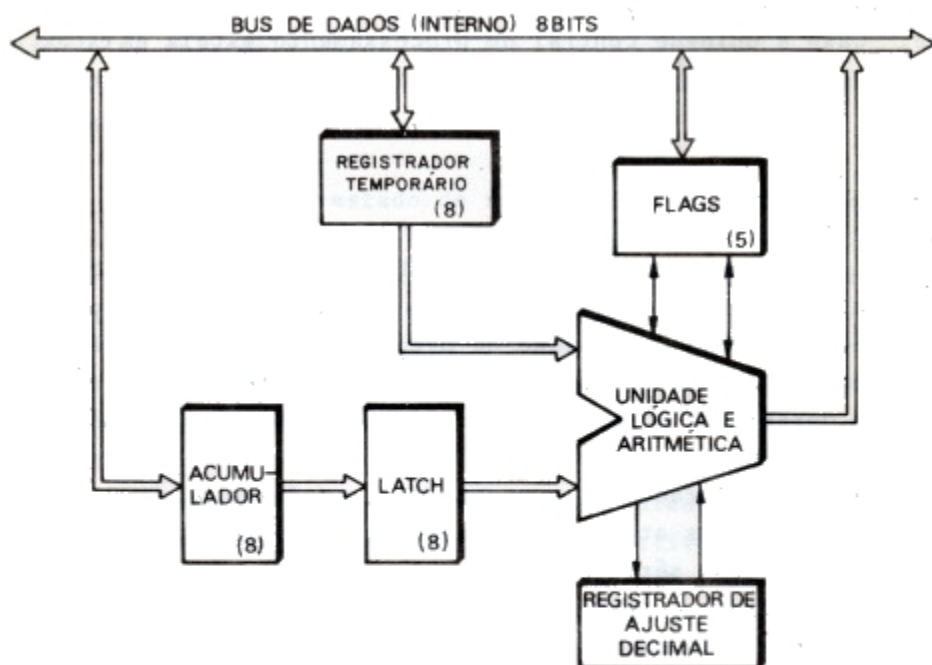 BUS DE DADOS (INTERNO) 8BITS
REGISTRADOR
TEMPORÁRIO
(8)
FLAGS
(5)
UNIDADE
LÓGICA E
ARITMÉTICA
ACUMU-
LADOR
(8)
LATCH
(8)
REGISTRADOR DE
AJUSTE
DECIMAL